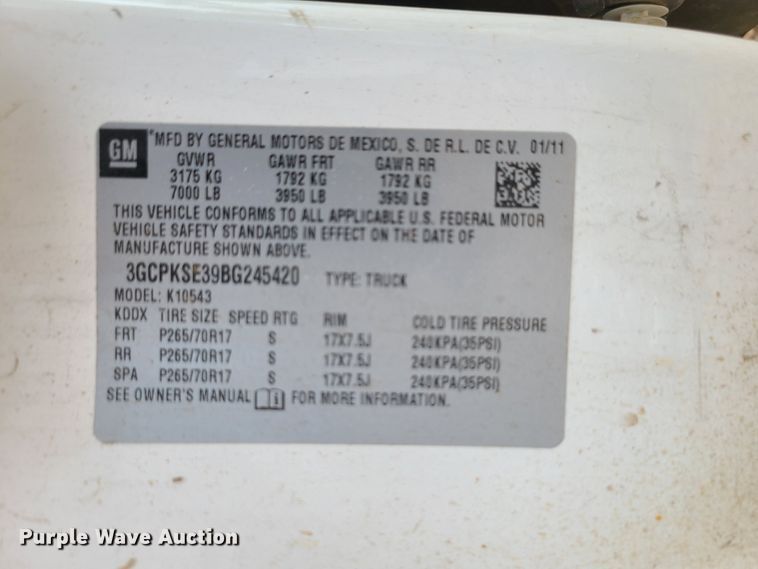 GM
*MFD BY GENERAL MOTORS DE MEXICO, S. DE R.L. DE C.V. 01/11
GVWR GAWR FRT GAWR RR
3175 KG 1792 KG 1792 KG
7000 LB 3950 LB 3950 LB
THIS VEHICLE CONFORMS TO ALL APPLICABLE U.S. FEDERAL MOTOR
VEHICLE SAFETY STANDARDS IN EFFECT ON THE DATE OF
MANUFACTURE SHOWN ABOVE.
3GCPKSE39BG245420 TYPE: TRUCK
MODEL: K10543
KDDX TIRE SIZE SPEED RTG RIM COLD TIRE PRESSURE
FRT P265/70R17 S 17X7.5J 240KPA(35PSI)
RR P265/70R17 S 17X7.5J 240KPA(35PSI)
SPA P265/70R17 S 17X7.5J 240KPA(35PSI)
SEE OWNER'S MANUAL i FOR MORE INFORMATION.
Purple Wave Auction